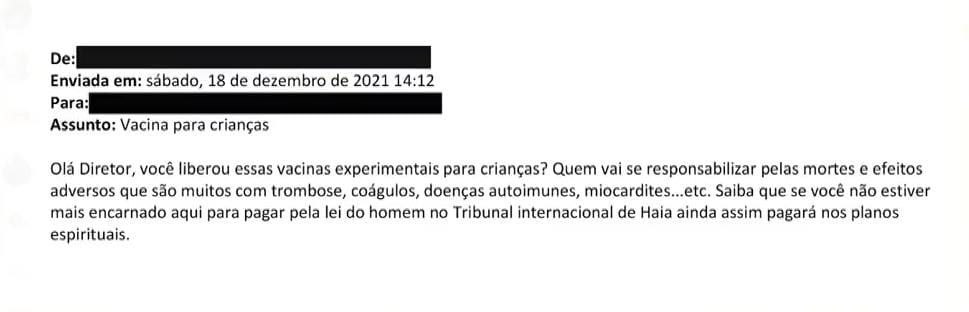 De:
Enviada em: sábado, 18 de dezembro de 2021 14:12
Para:
Assunto: Vacina para crianças
Olá Diretor, você liberou essas vacinas experimentais para crianças? Quem vai se responsabilizar pelas mortes e efeitos
adversos que são muitos com trombose, coágulos, doenças autoimunes, miocardites...etc. Saiba que se você não estiver
mais encarnado aqui para pagar pela lei do homem no Tribunal internacional de Haia ainda assim pagará nos planos
espirituais.